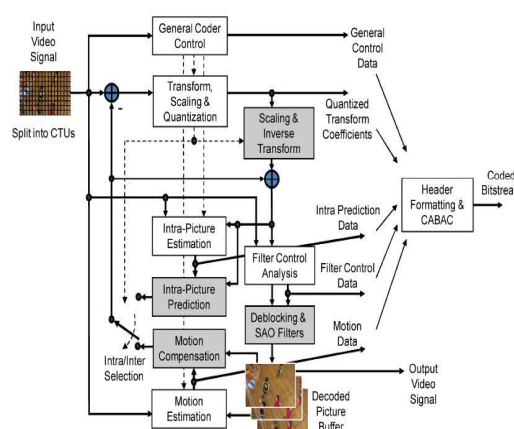 Input
Video
Signal
Split into CTUs
General Coder
Control
Transform,
Scaling &
Quantization
-
Scaling &
Inverse
Transform
Intra-Picture
Estimation
Intra-Picture
Prediction
Filter Control
Analysis
Deblocking &
SAO Filters
Motion
Compensation
Motion
Estimation
Intra/Inter
Selection
Decoded
Picture
Buffer
General
Control
Data
Quantized
Transform
Coefficients
Intra Prediction
Data
Filter Control
Data
Motion
Data
Header
Formatting &
CABAC
Coded
Bitstrea
Output
Video
Signal